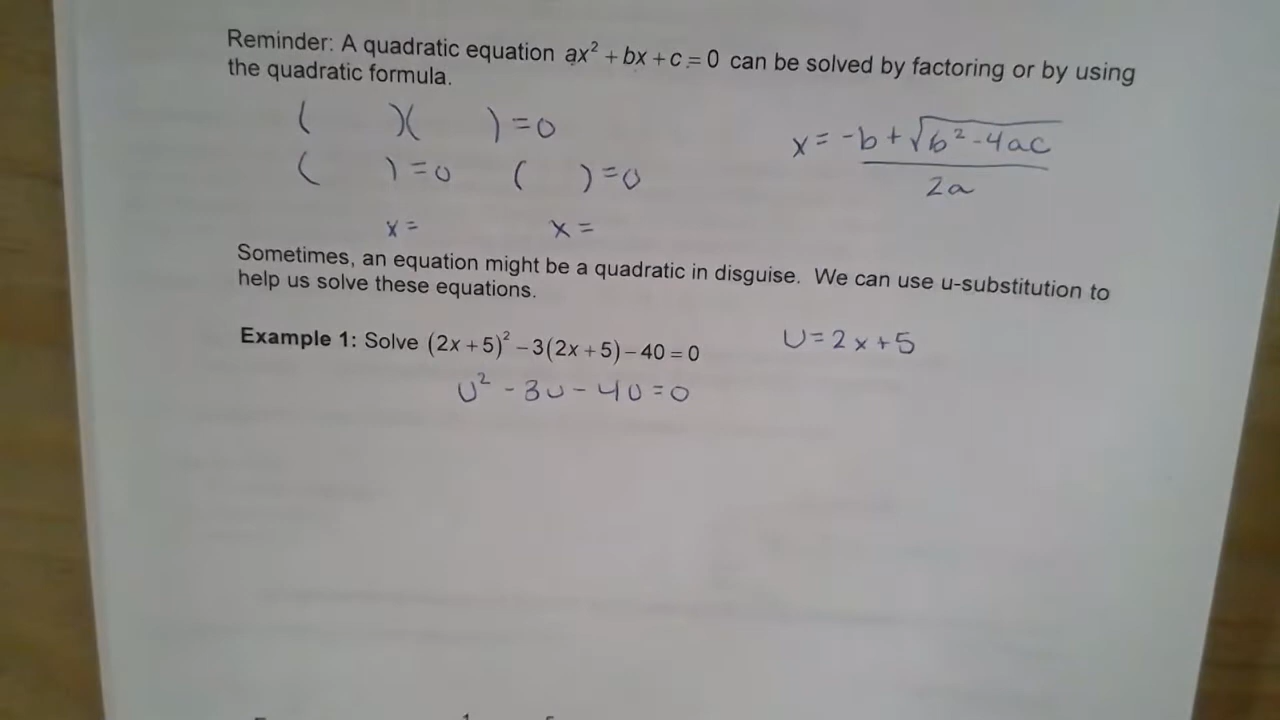 Reminder: A quadratic equation ax² + bx + c = 0 can be solved by factoring or by using
the quadratic formula.
( )( ) = 0
( ) = 0 ( ) = 0
x = x =
x = -b + √b² - 4ac / 2a
Sometimes, an equation might be a quadratic in disguise. We can use u-substitution to
help us solve these equations.
Example 1: Solve (2x + 5)² − 3(2x + 5) − 40 = 0
U = 2x + 5
U² - 3U - 40 = 0